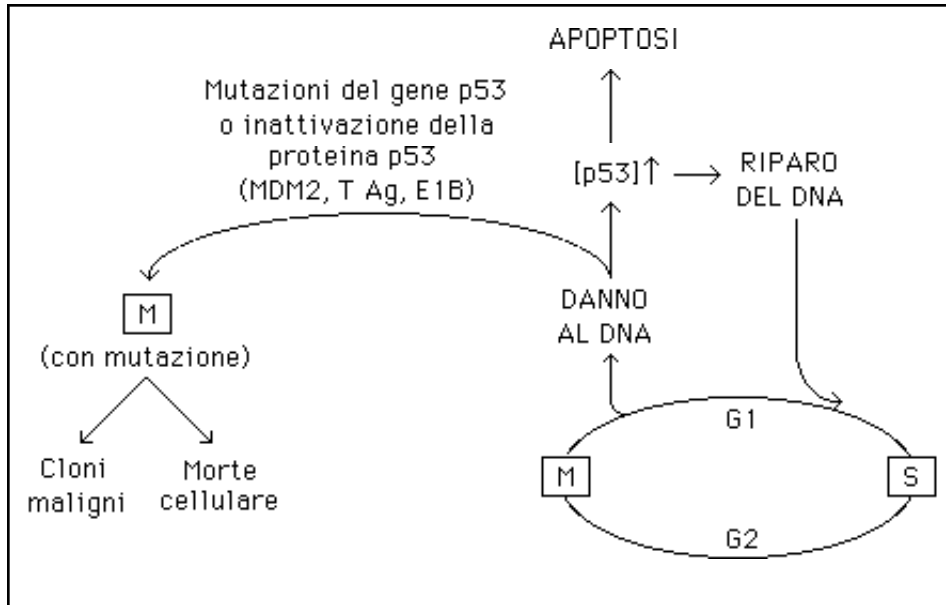 APOPTOSI
Mutazioni del gene p53
o inattivazione della
proteina p53
(MDM2, T Ag, E1B)
[p53]↑
RIPARO
DEL DNA
DANNO
AL DNA
M
(con mutazione)
Cloni
maligni
Morte
cellulare
G1
M
S
G2